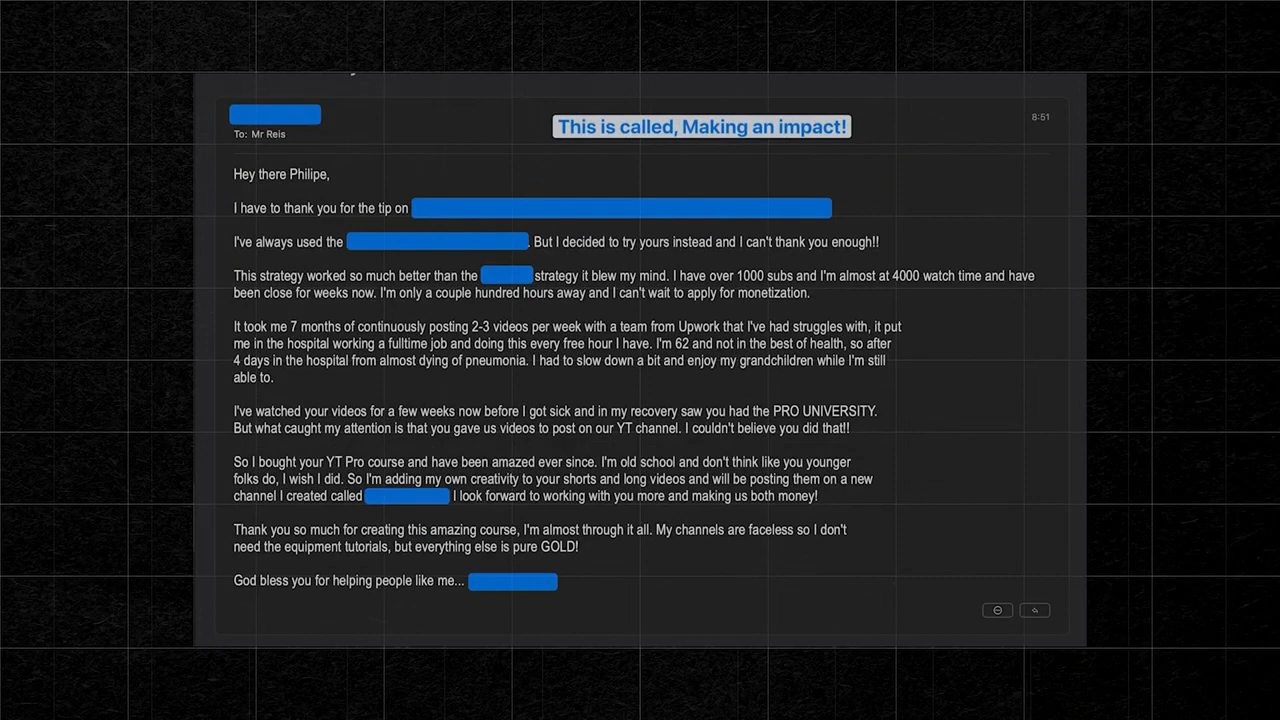 This is called, Making an impact!
8:51
To: Mr Reis
Hey there Philipe,
I have to thank you for the tip on
I've always used the . But I decided to try yours instead and I can't thank you enough!!
This strategy worked so much better than the strategy it blew my mind. I have over 1000 subs and I'm almost at 4000 watch time and have
been close for weeks now. I'm only a couple hundred hours away and I can't wait to apply for monetization.
It took me 7 months of continuously posting 2-3 videos per week with a team from Upwork that I've had struggles with, it put
me in the hospital working a fulltime job and doing this every free hour I have. I'm 62 and not in the best of health, so after
4 days in the hospital from almost dying of pneumonia. I had to slow down a bit and enjoy my grandchildren while I'm still
able to.
I've watched your videos for a few weeks now before I got sick and in my recovery saw you had the PRO UNIVERSITY.
But what caught my attention is that you gave us videos to post on our YT channel. I couldn't believe you did that!!
So I bought your YT Pro course and have been amazed ever since. I'm old school and don't think like you younger
folks do, I wish I did. So I'm adding my own creativity to your shorts and long videos and will be posting them on a new
channel I created called I look forward to working with you more and making us both money!
Thank you so much for creating this amazing course, I'm almost through it all. My channels are faceless so I don't
need the equipment tutorials, but everything else is pure GOLD!
God bless you for helping people like me...